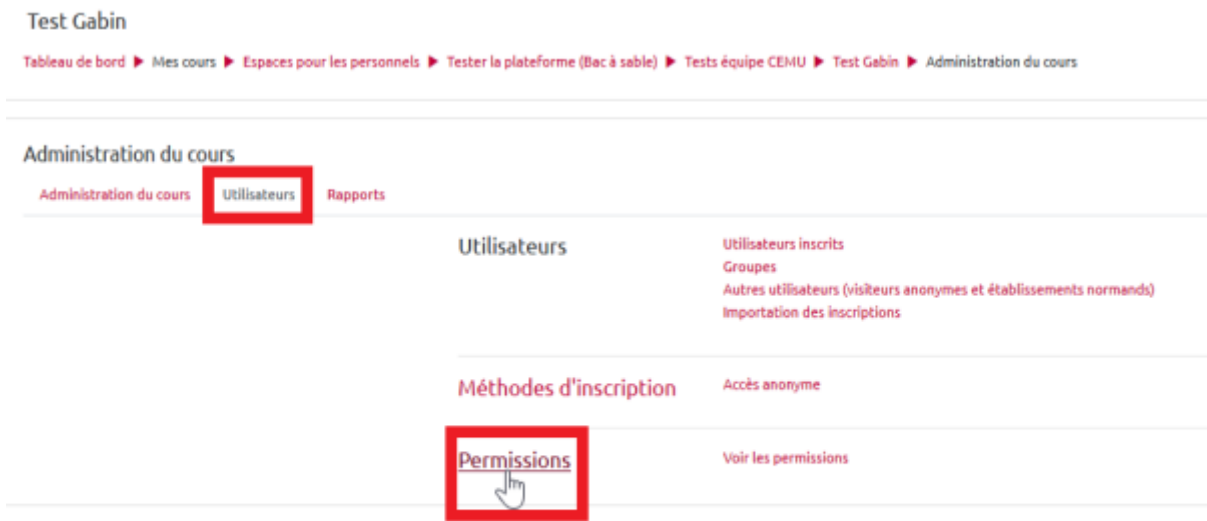 Test Gabin
Tableau de bord ▶ Mes cours ▶ Espaces pour les personnels ▶ Tester la plateforme (Bac à sable) ▶ Tests équipe CEMU ▶ Test Gabin ▶ Administration du cours
Administration du cours
Administration du cours Utilisateurs Rapports
Utilisateurs Utilisateurs inscrits
Groupes
Autres utilisateurs (visiteurs anonymes et établissements normands)
Importation des inscriptions
Méthodes d'inscription Accès anonyme
Permissions Voir les permissions